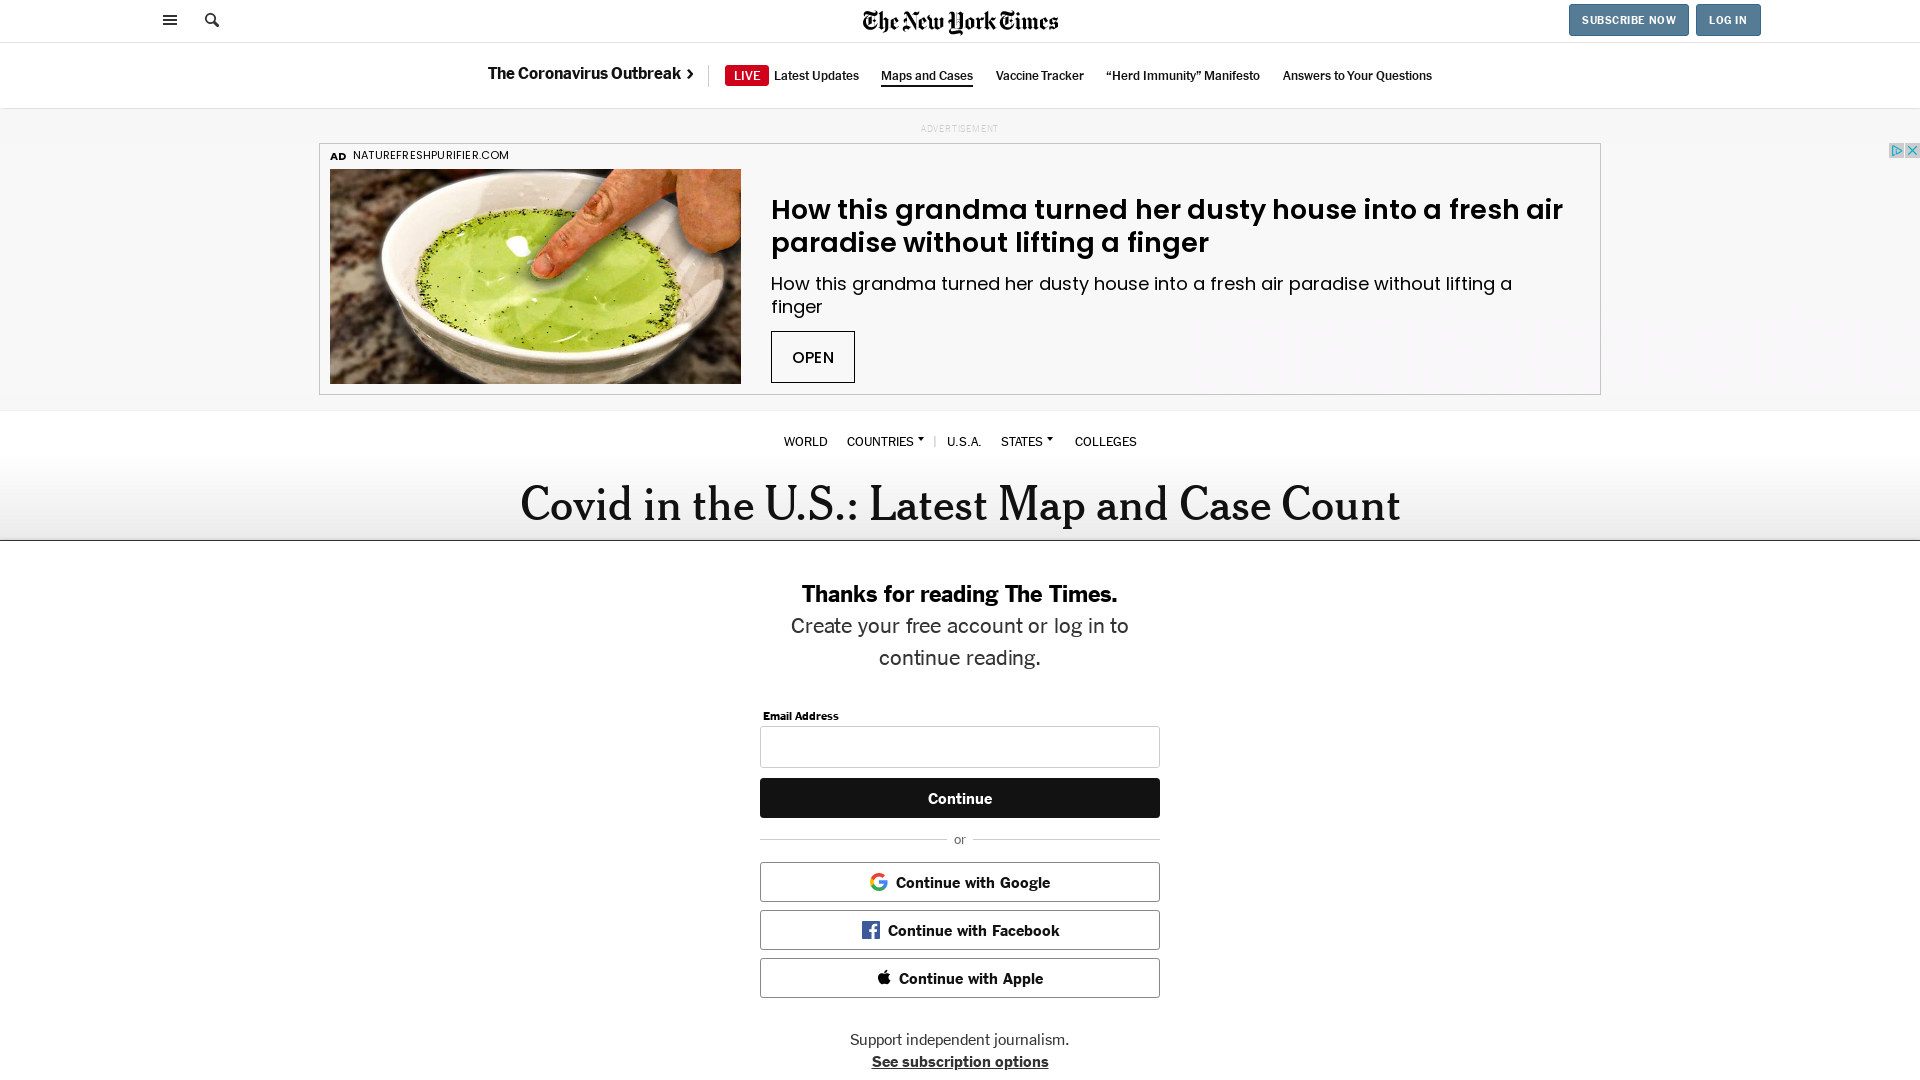 The New York Times
SUBSCRIBE NOW
LOG IN
The Coronavirus Outbreak
LIVE Latest Updates
Maps and Cases
Vaccine Tracker
“Herd Immunity” Manifesto
Answers to Your Questions
ADVERTISEMENT
AD NATUREFRESHPURIFIER.COM
How this grandma turned her dusty house into a fresh air
paradise without lifting a finger
How this grandma turned her dusty house into a fresh air paradise without lifting a
finger
OPEN
WORLD COUNTRIES | U.S.A. STATES COLLEGES
Covid in the U.S.: Latest Map and Case Count
Thanks for reading The Times.
Create your free account or log in to
continue reading.
Email Address
Continue
or
Continue with Google
Continue with Facebook
Continue with Apple
Support independent journalism.
See subscription options